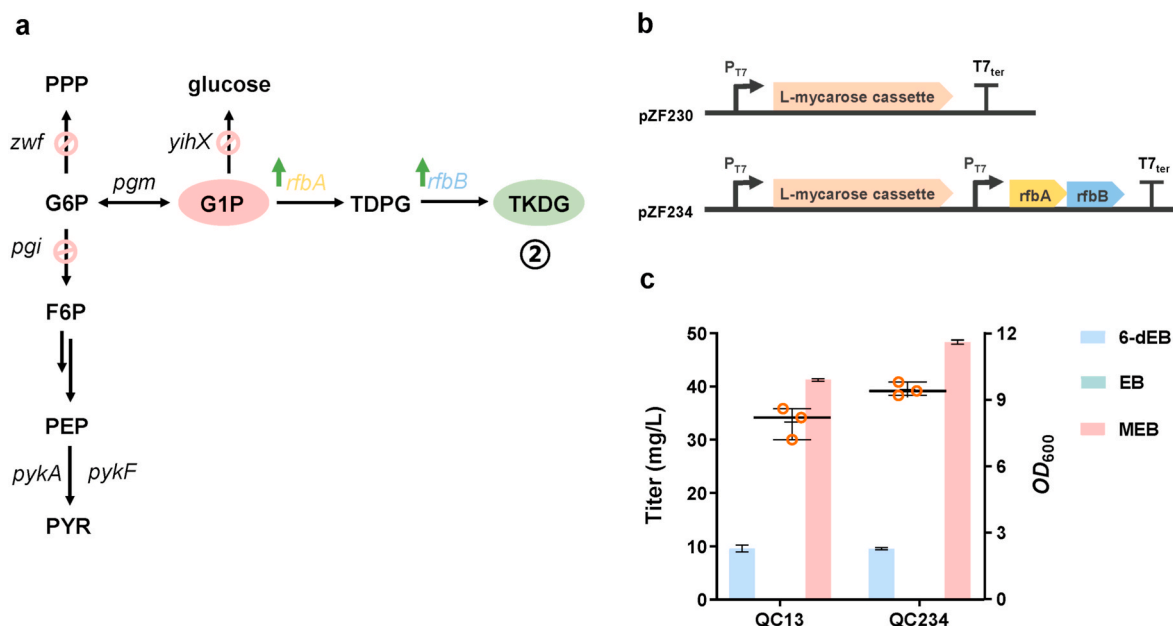 a
PPP
glucose
zwf
yihX
pgm
rfbA
rfbB
G6P
G1P
TDPG
TKDG
②
pgi
F6P
PEP
pykA
pykF
PYR
b
PT7
T7ter
L-mycarose cassette
pZF230
PT7
PT7
T7ter
L-mycarose cassette
rfbA
rfbB
pZF234
c
Titer (mg/L)
50
40
30
20
10
0
12
9
6
3
0
OD600
QC13
QC234
6-dEB
EB
MEB